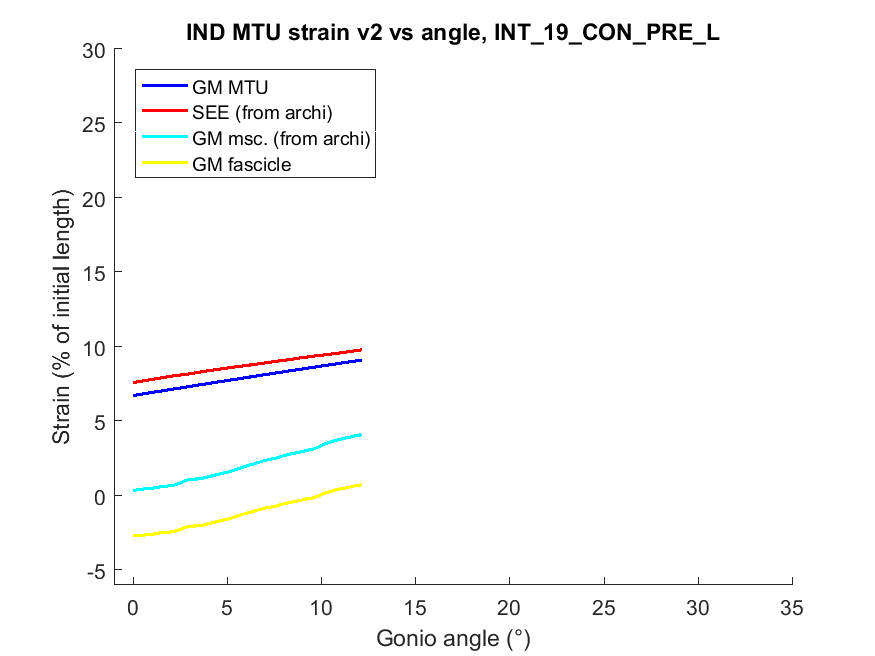 IND MTU strain v2 vs angle, INT_19_CON_PRE_L
30
25
20
15
10
5
0
-5
Strain (% of initial length)
GM MTU
SEE (from archi)
GM msc. (from archi)
GM fascicle
0 5 10 15 20 25 30 35
Gonio angle (°)